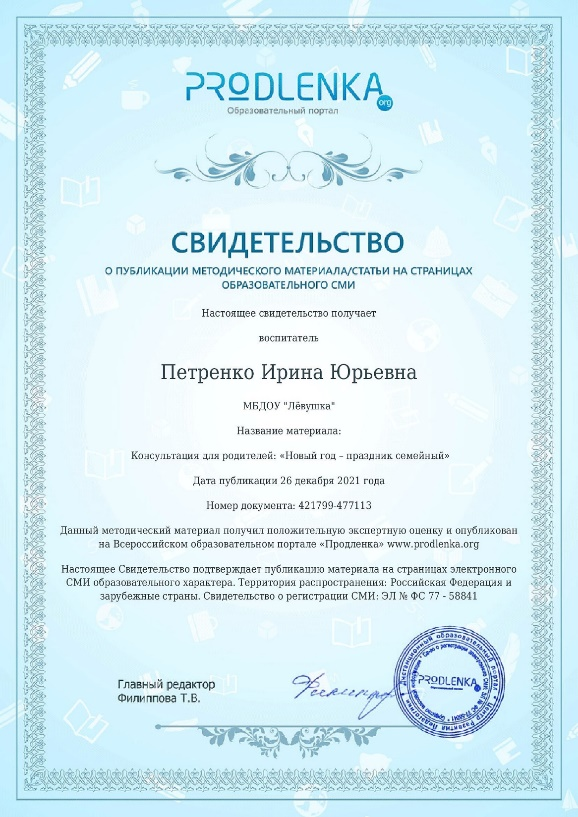 PRODLENKA.org
Образовательный портал
СВИДЕТЕЛЬСТВО
О ПУБЛИКАЦИИ МЕТОДИЧЕСКОГО МАТЕРИАЛА/СТАТЬИ НА СТРАНИЦАХ
ОБРАЗОВАТЕЛЬНОГО СМИ
Настоящее свидетельство получает
воспитатель
Петренко Ирина Юрьевна
МБДОУ "Лёвушка"
Название материала:
Консультация для родителей: «Новый год – праздник семейный»
Дата публикации 26 декабря 2021 года
Номер документа: 421799-477113
Данный методический материал получил положительную экспертную оценку и опубликован
на Всероссийском образовательном портале «Продленка» www.prodlenka.org
Настоящее Свидетельство подтверждает публикацию материала на страницах электронного
СМИ образовательного характера. Территория распространения: Российская Федерация и
зарубежные страны. Свидетельство о регистрации СМИ: ЭЛ № ФС 77 - 58841
Главный редактор
Филиппова Т.В.
PRODLENKA